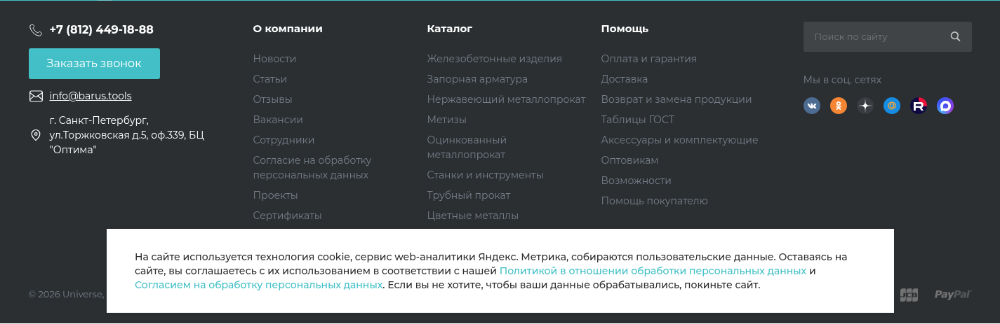 +7 (812) 449-18-88
Заказать звонок
info@barus.tools
г. Санкт-Петербург,
ул.Торжковская д.5, оф.339, БЦ
"Оптима"
О компании
Новости
Статьи
Отзывы
Вакансии
Сотрудники
Согласие на обработку
персональных данных
Проекты
Сертификаты
Каталог
Железобетонные изделия
Запорная арматура
Нержавеющий металлопрокат
Метизы
Оцинкованный
металлопрокат
Станки и инструменты
Трубный прокат
Цветные металлы
Помощь
Оплата и гарантия
Доставка
Возврат и замена продукции
Таблицы ГОСТ
Аксессуары и комплектующие
Оптовикам
Возможности
Помощь покупателю
Поиск по сайту
Мы в соц. сетях
На сайте используется технология cookie, сервис web-аналитики Яндекс. Метрика, собираются пользовательские данные. Оставаясь на
сайте, вы соглашаетесь с их использованием в соответствии с нашей Политикой в отношении обработки персональных данных и
Согласием на обработку персональных данных. Если вы не хотите, чтобы ваши данные обрабатывались, покиньте сайт.
© 2026 Universe,
JCB PayPal